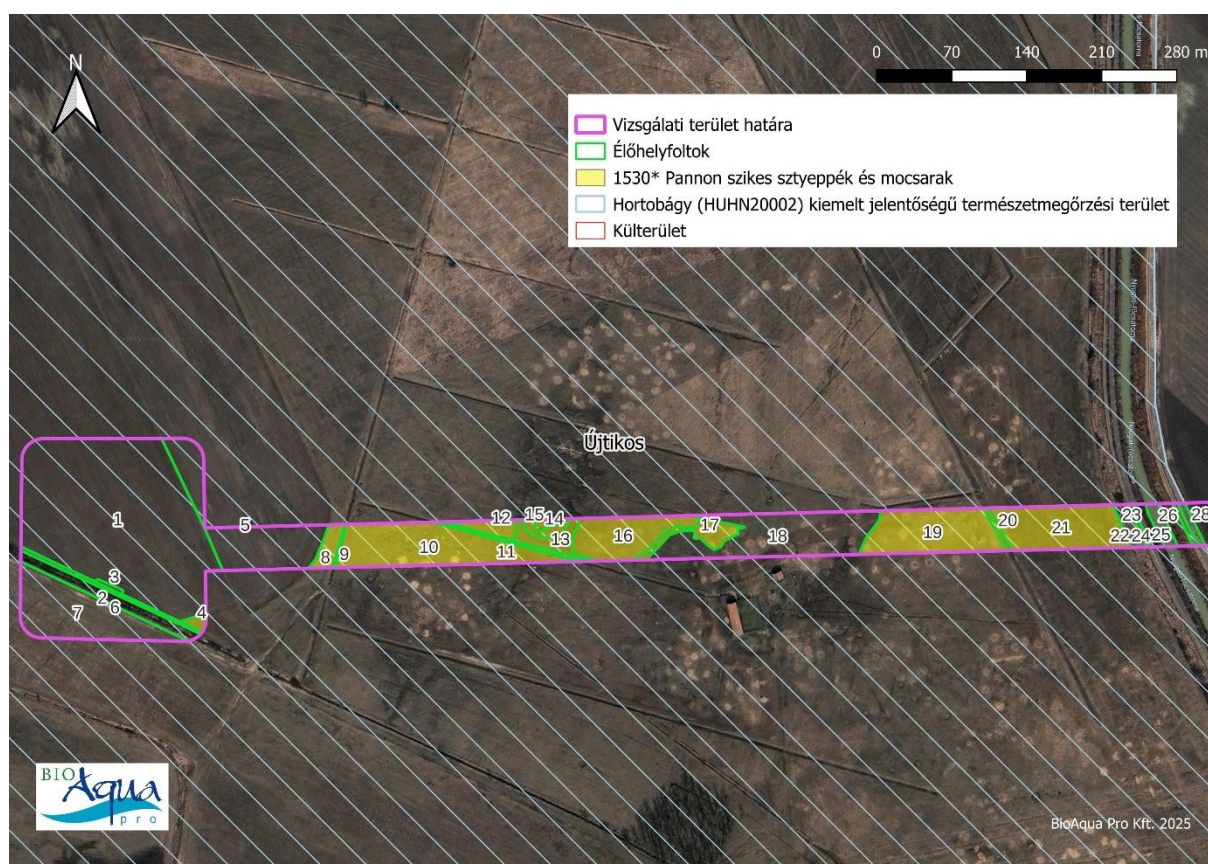 N
0 70 140 210 280 m
Vizsgálati terület határa
Élőhelyfoltok
1530* Pannon szikes sztyeppék és mocsarak
Hortobágy (HUHN20002) kiemelt jelentőségű természetmegőrzési terület
Külterület
Újtikos
1
5
12 15 14
17
19
20
21
23 26 28
8 9 10 11 13 16 18
22 24 25
3
2
6
7
4
BIO
Aqua
pro
BioAqua Pro Kft. 2025